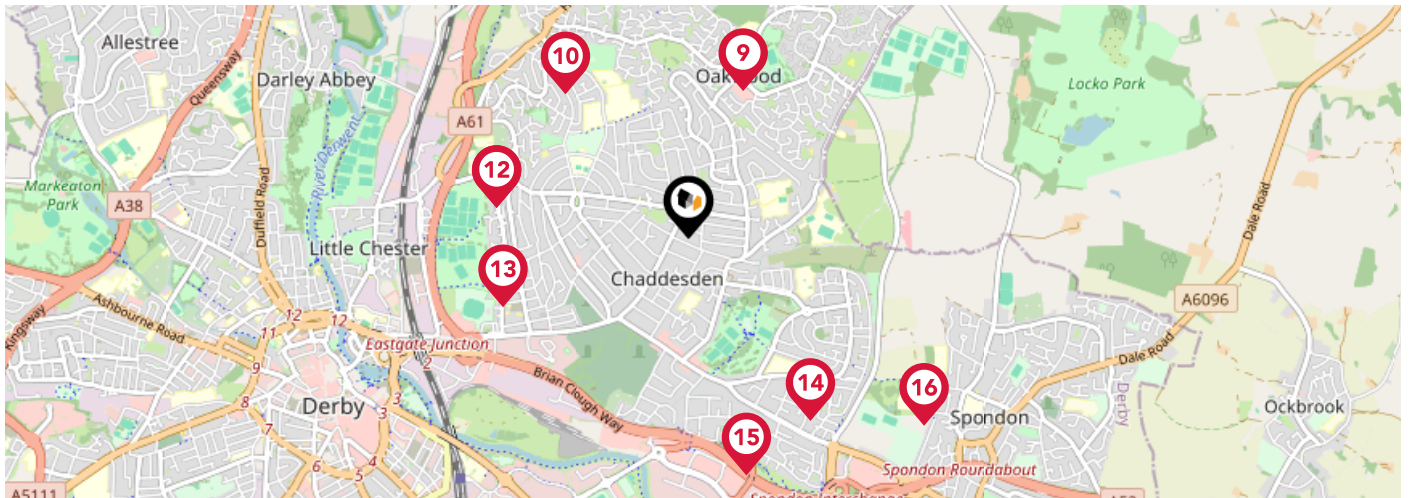 Allestree
Queensway
Darley Abbey
10
9
Locko Park
A61
River Derwent
12
Markeaton
Park
A38
Duffield Road
Dale Road
Little Chester
13
Chaddesden
A6096
Kingsway
Ashbourne Road
12
12
11
Eastgate Junction
2
9
Brian Clough Way
Dale Road
14
16
Derby
8
Derby
3
3
Spondon
Ockbrook
7
15
5
6
4
Spondon Roundabout
A5111